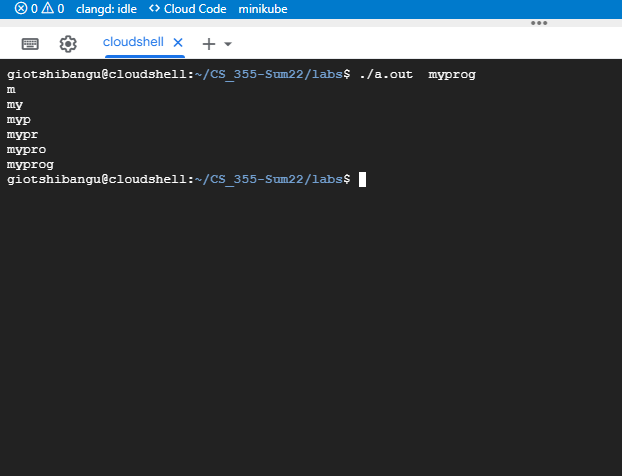 0 0 clangd: idle <> Cloud Code minikube
cloudshell
giotshibangu@cloudshell:~/CS_355-Sum22/labs$ ./a.out  myprog
m
my
myp
mypr
mypro
myprog
giotshibangu@cloudshell:~/CS_355-Sum22/labs$